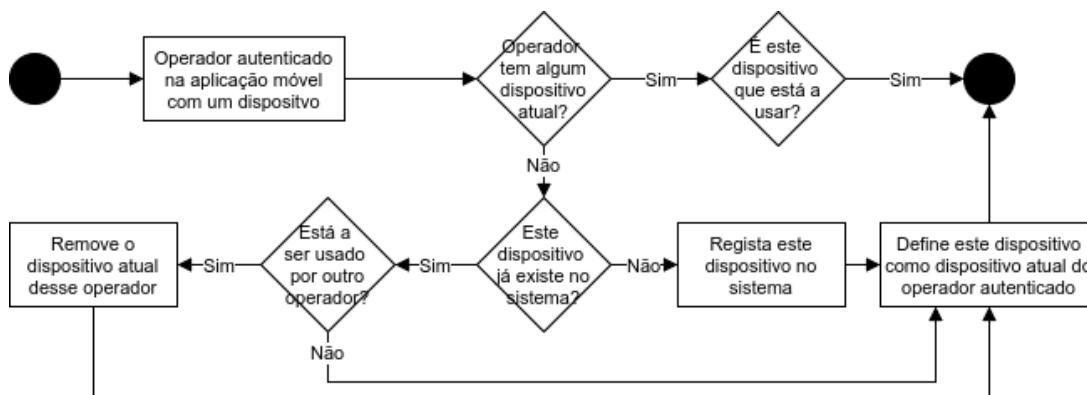 Operador autenticado
na aplicação móvel
com um dispositvo
Operador
tem algum
dispositivo
atual?
Sim
É este
dispositivo
que está a
usar?
Sim
Não
Remove o
dispositivo atual
desse operador
Sim
Está a
ser usado
por outro
operador?
Sim
Este
dispositivo
já existe no
sistema?
Não
Regista este
dispositivo no
sistema
Define este dispositivo
como dispositivo atual do
operador autenticado
Não